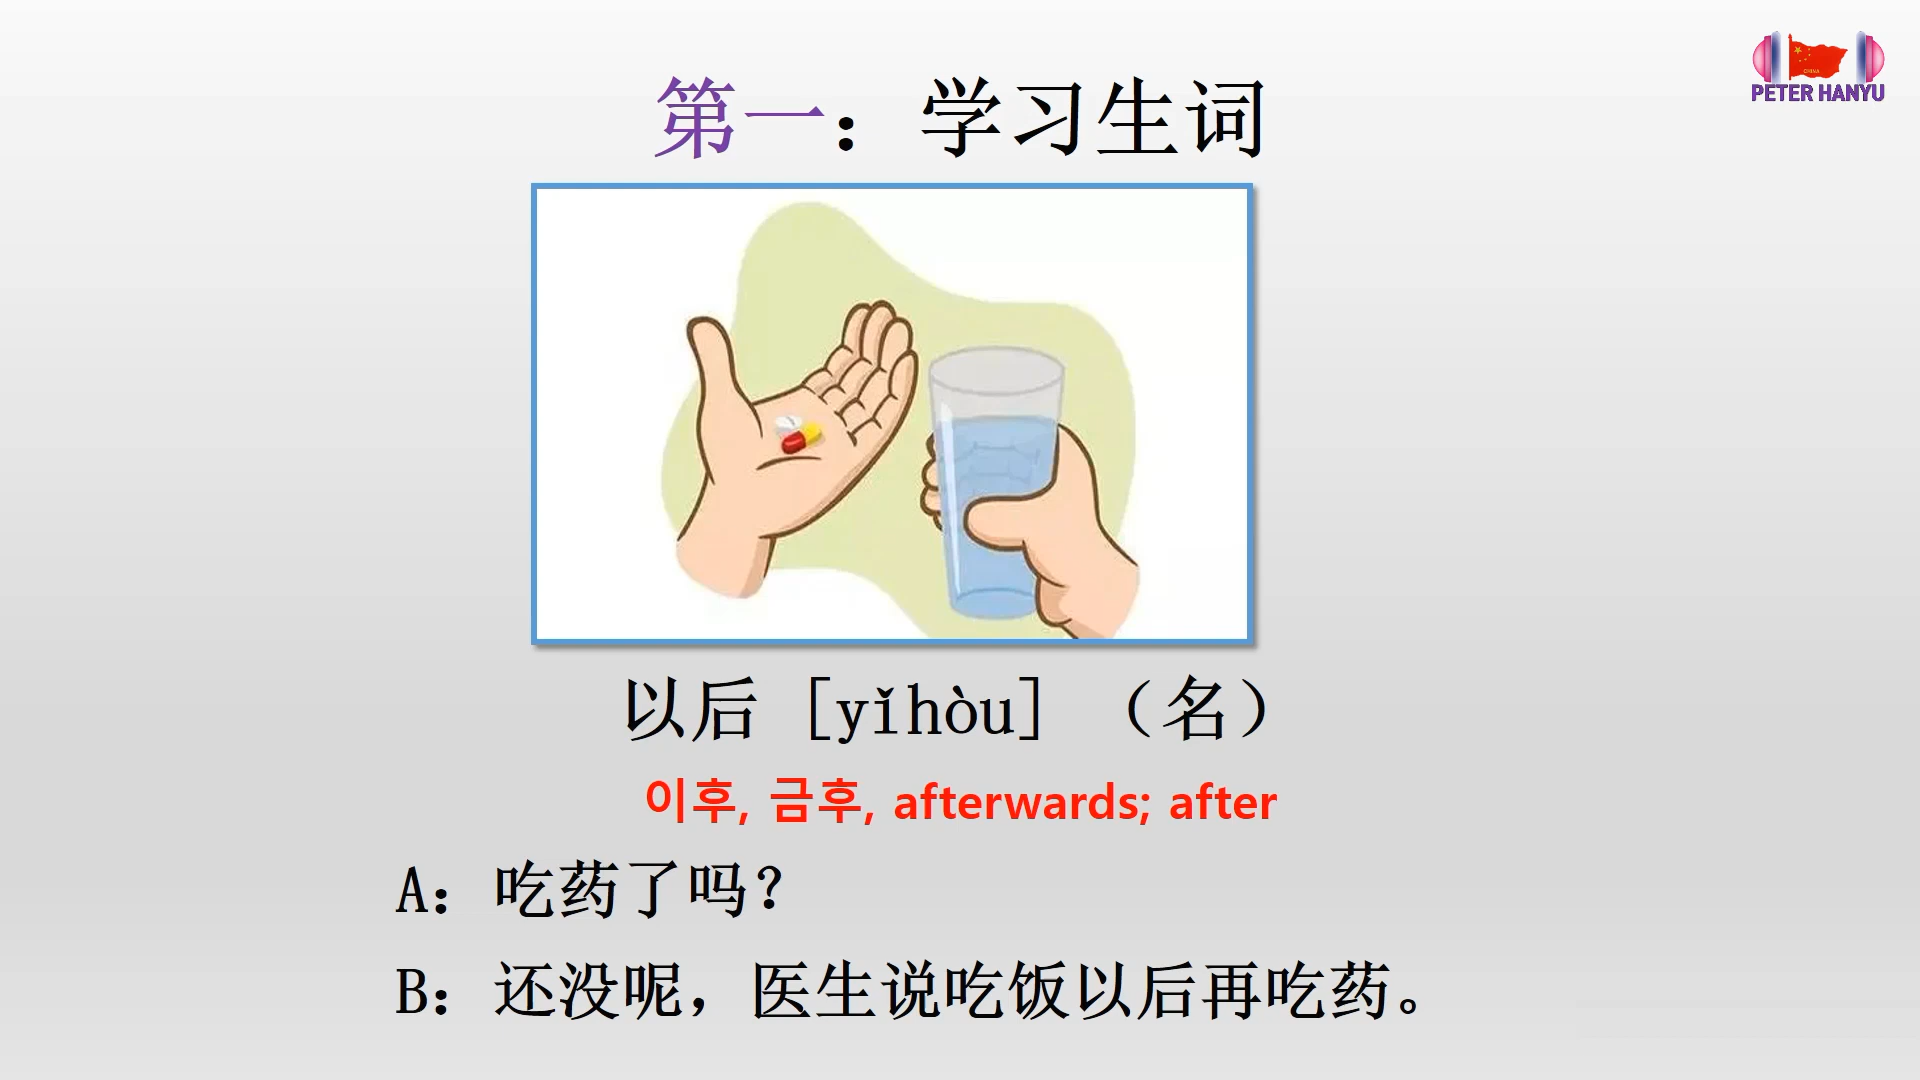 第一：学习生词
PETER HANYU
以后 [yǐhòu] （名）
이후, 금후, afterwards; after
A：吃药了吗？
B：还没呢，医生说吃饭以后再吃药。